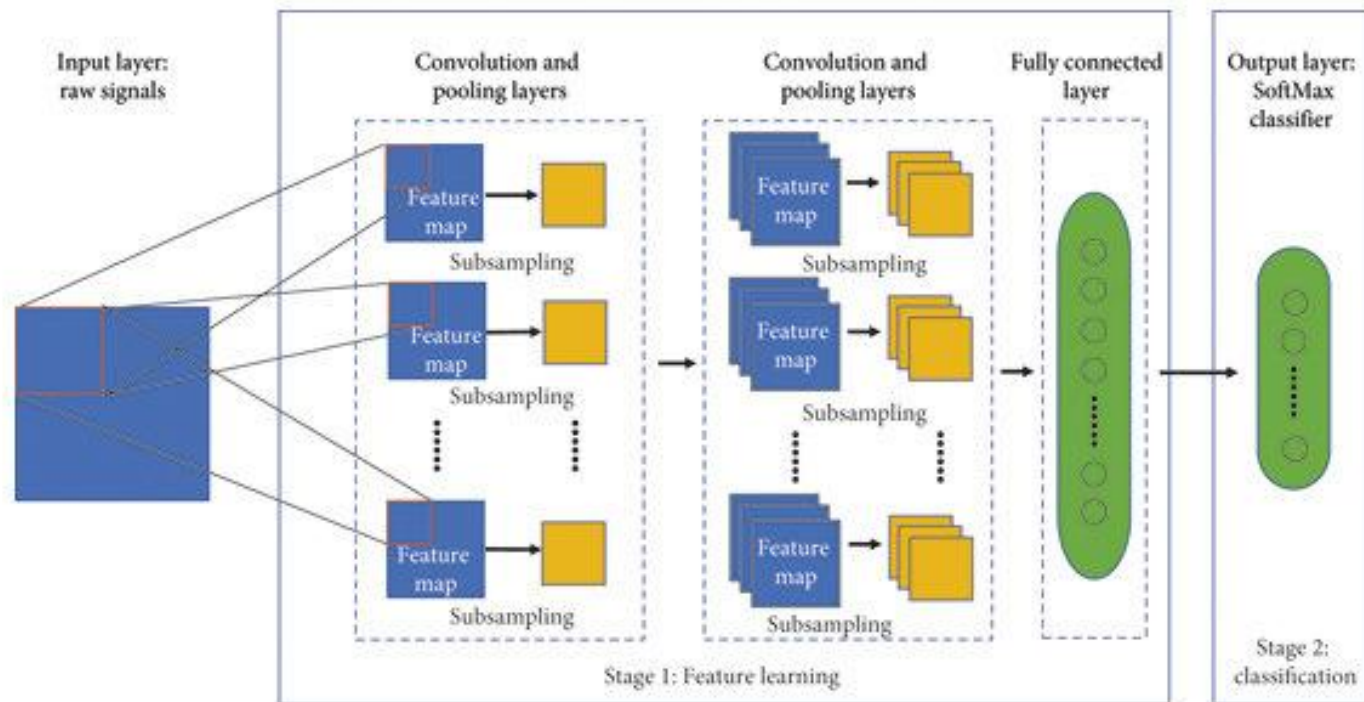 Input layer:
raw signals
Convolution and
pooling layers
Feature
map
Subsampling
Feature
map
Subsampling
Feature
map
Subsampling
Convolution and
pooling layers
Feature
map
Subsampling
Feature
map
Subsampling
Feature
map
Subsampling
Fully connected
layer
Stage 1: Feature learning
Output layer:
SoftMax
classifier
Stage 2:
classification